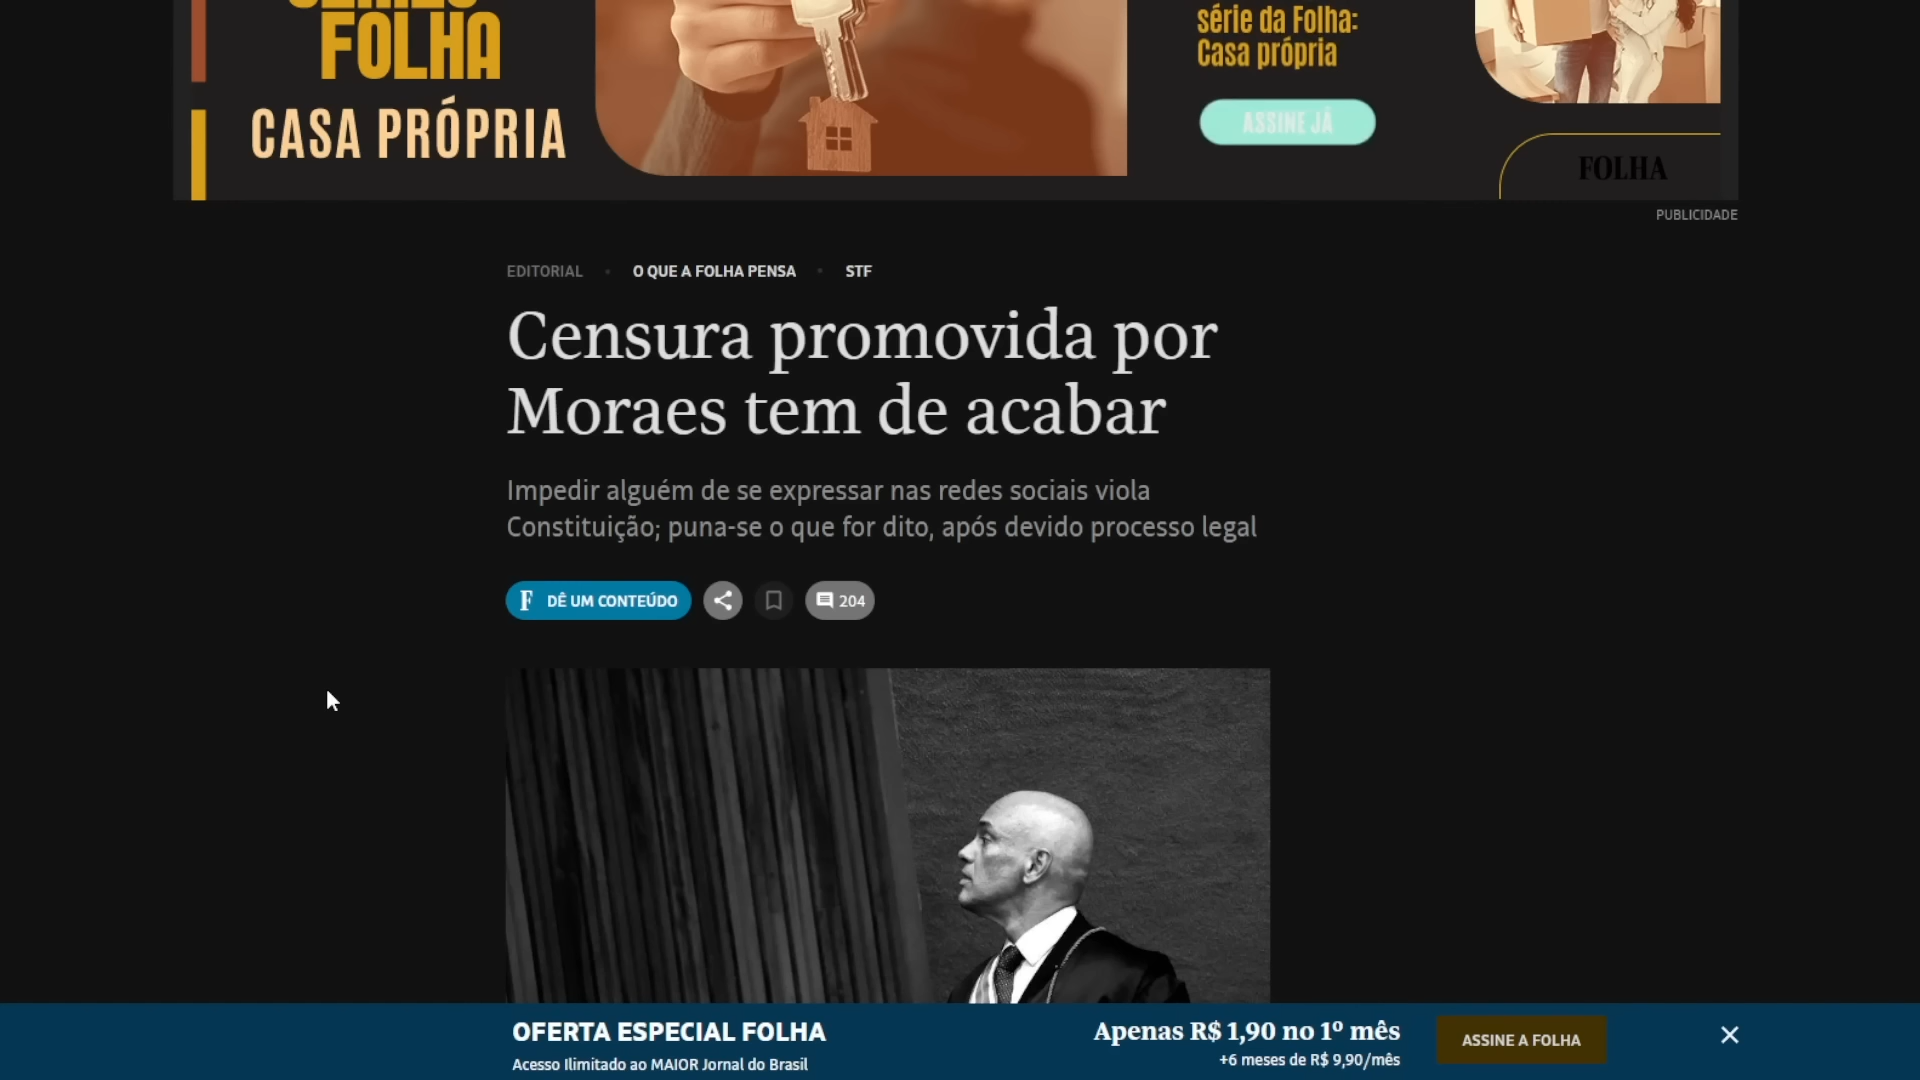 FOLHA
CASA PRÓPRIA
série da Folha:
Casa própria
ASSINE JÁ
FOLHA
PUBLICIDADE
EDITORIAL • O QUE A FOLHA PENSA • STF
Censura promovida por
Moraes tem de acabar
Impedir alguém de se expressar nas redes sociais viola
Constituição; puna-se o que for dito, após devido processo legal
F DÊ UM CONTEÚDO 204
OFERTA ESPECIAL FOLHA
Acesso Ilimitado ao MAIOR Jornal do Brasil
Apenas R$ 1,90 no 1º mês
+6 meses de R$ 9,90/mês
ASSINE A FOLHA